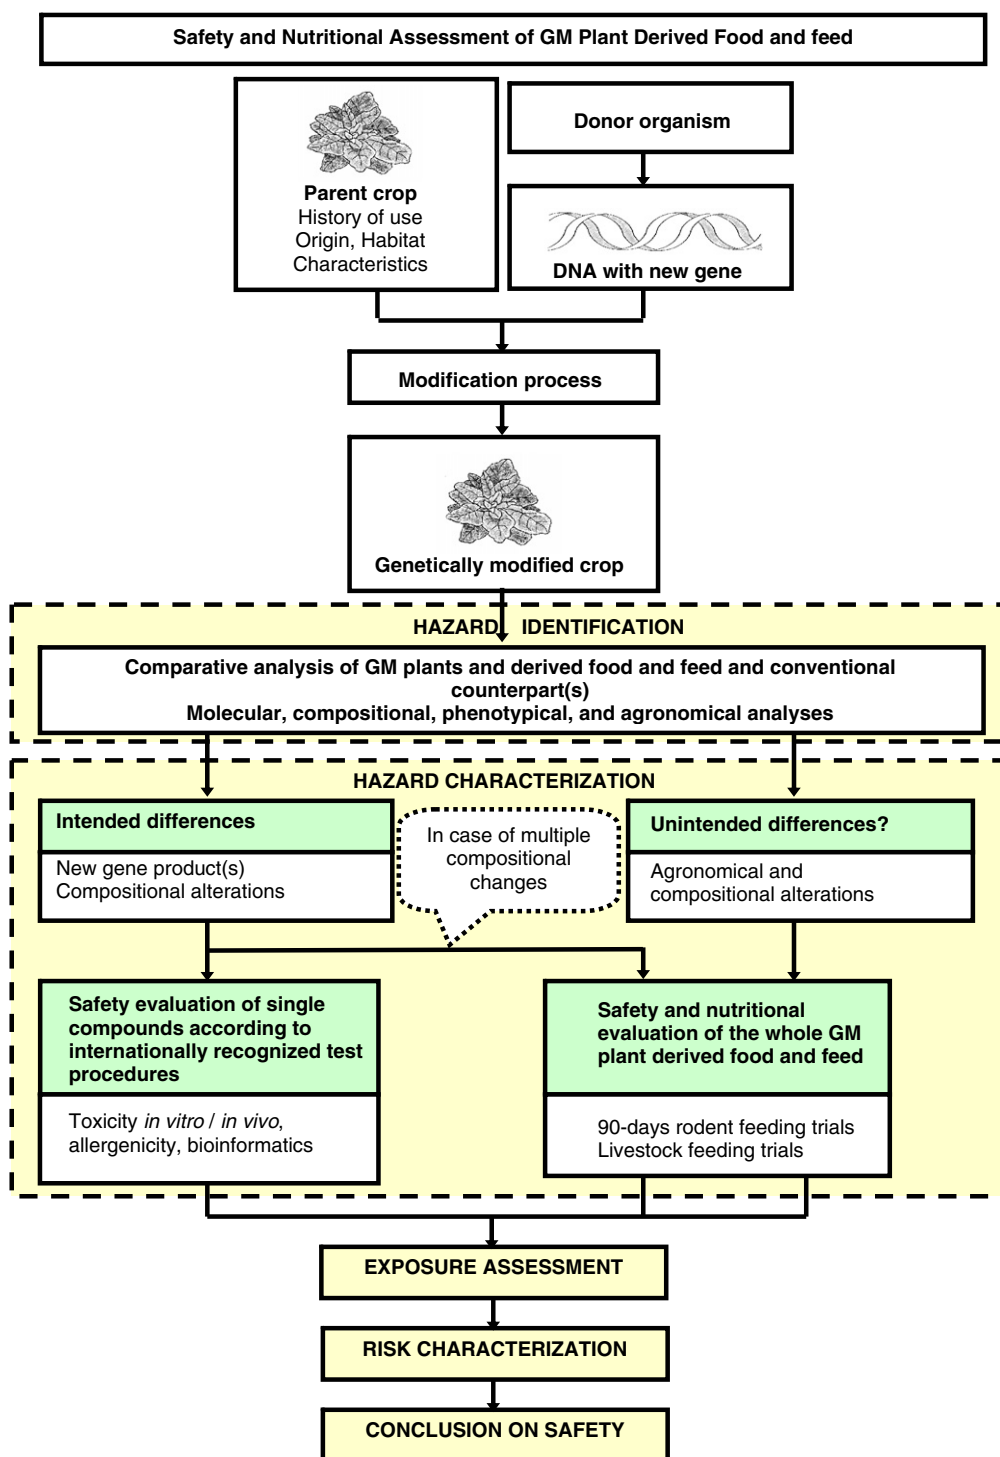 Safety and Nutritional Assessment of GM Plant Derived Food and feed
Parent crop
History of use
Origin, Habitat
Characteristics
Donor organism
DNA with new gene
Modification process
Genetically modified crop
HAZARD IDENTIFICATION
Comparative analysis of GM plants and derived food and feed and conventional
counterpart(s)
Molecular, compositional, phenotypical, and agronomical analyses
HAZARD CHARACTERIZATION
Intended differences
New gene product(s)
Compositional alterations
In case of multiple
compositional
changes
Unintended differences?
Agronomical and
compositional alterations
Safety evaluation of single
compounds according to
internationally recognized test
procedures
Toxicity in vitro / in vivo,
allergenicity, bioinformatics
Safety and nutritional
evaluation of the whole GM
plant derived food and feed
90-days rodent feeding trials
Livestock feeding trials
EXPOSURE ASSESSMENT
RISK CHARACTERIZATION
CONCLUSION ON SAFETY